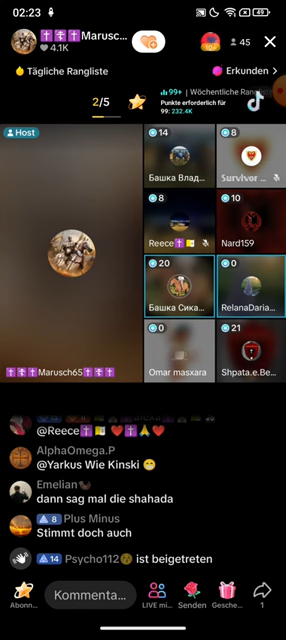 02:23
49
✝️☦️✝️Marusc...
4.1K
45
Tägliche Rangliste
Erkunden >
2/5
99+ | Wöchentliche Rangliste
Punkte erforderlich für
99: 232.4K
Host
14
Башка Влад...
8
Survivor ...
8
Reece✝️
10
Nard159
20
Башка Сика...
0
RelanaDaria...
0
Omar masxara
21
Shpata.e.Be...
✝️☦️✝️Marusch65✝️☦️✝️
@Reece✝️ ❤️✝️🙏❤️
AlphaOmega.P
@Yarkus Wie Kinski 😁
Emelian
dann sag mal die shahada
8 Plus Minus
Stimmt doch auch
14 Psycho112 ist beigetreten
Abonn...
Kommenta...
LIVE mi...
Senden
Gesche...
1